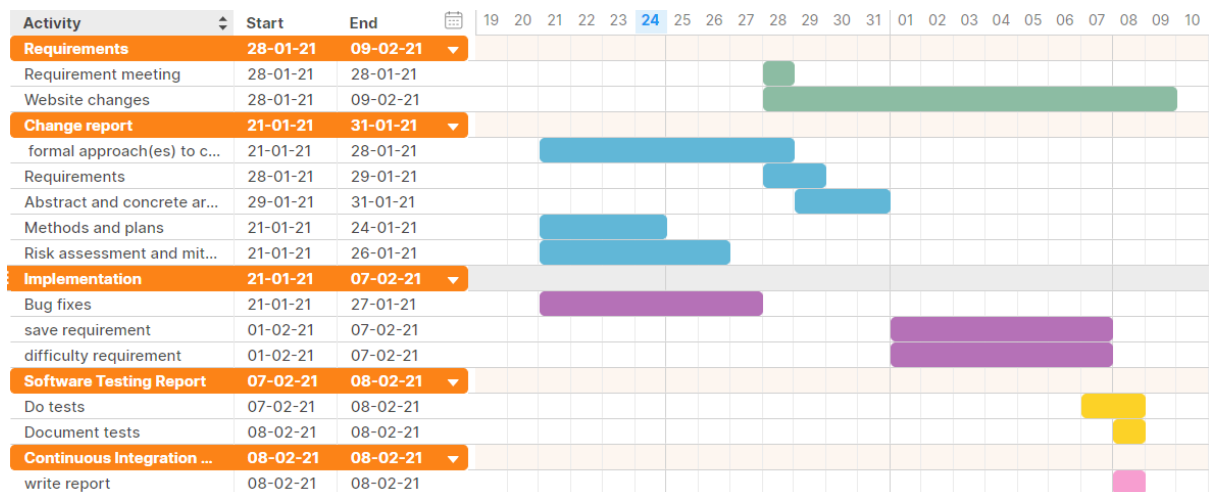 Activity Start End 19 20 21 22 23 24 25 26 27 28 29 30 31 01 02 03 04 05 06 07 08 09 10
Requirements 28-01-21 09-02-21
Requirement meeting 28-01-21 28-01-21
Website changes 28-01-21 09-02-21
Change report 21-01-21 31-01-21
formal approach(es) to c... 21-01-21 28-01-21
Requirements 28-01-21 29-01-21
Abstract and concrete ar... 29-01-21 31-01-21
Methods and plans 21-01-21 24-01-21
Risk assessment and mit... 21-01-21 26-01-21
Implementation 21-01-21 07-02-21
Bug fixes 21-01-21 27-01-21
save requirement 01-02-21 07-02-21
difficulty requirement 01-02-21 07-02-21
Software Testing Report 07-02-21 08-02-21
Do tests 07-02-21 08-02-21
Document tests 08-02-21 08-02-21
Continuous Integration ... 08-02-21 08-02-21
write report 08-02-21 08-02-21